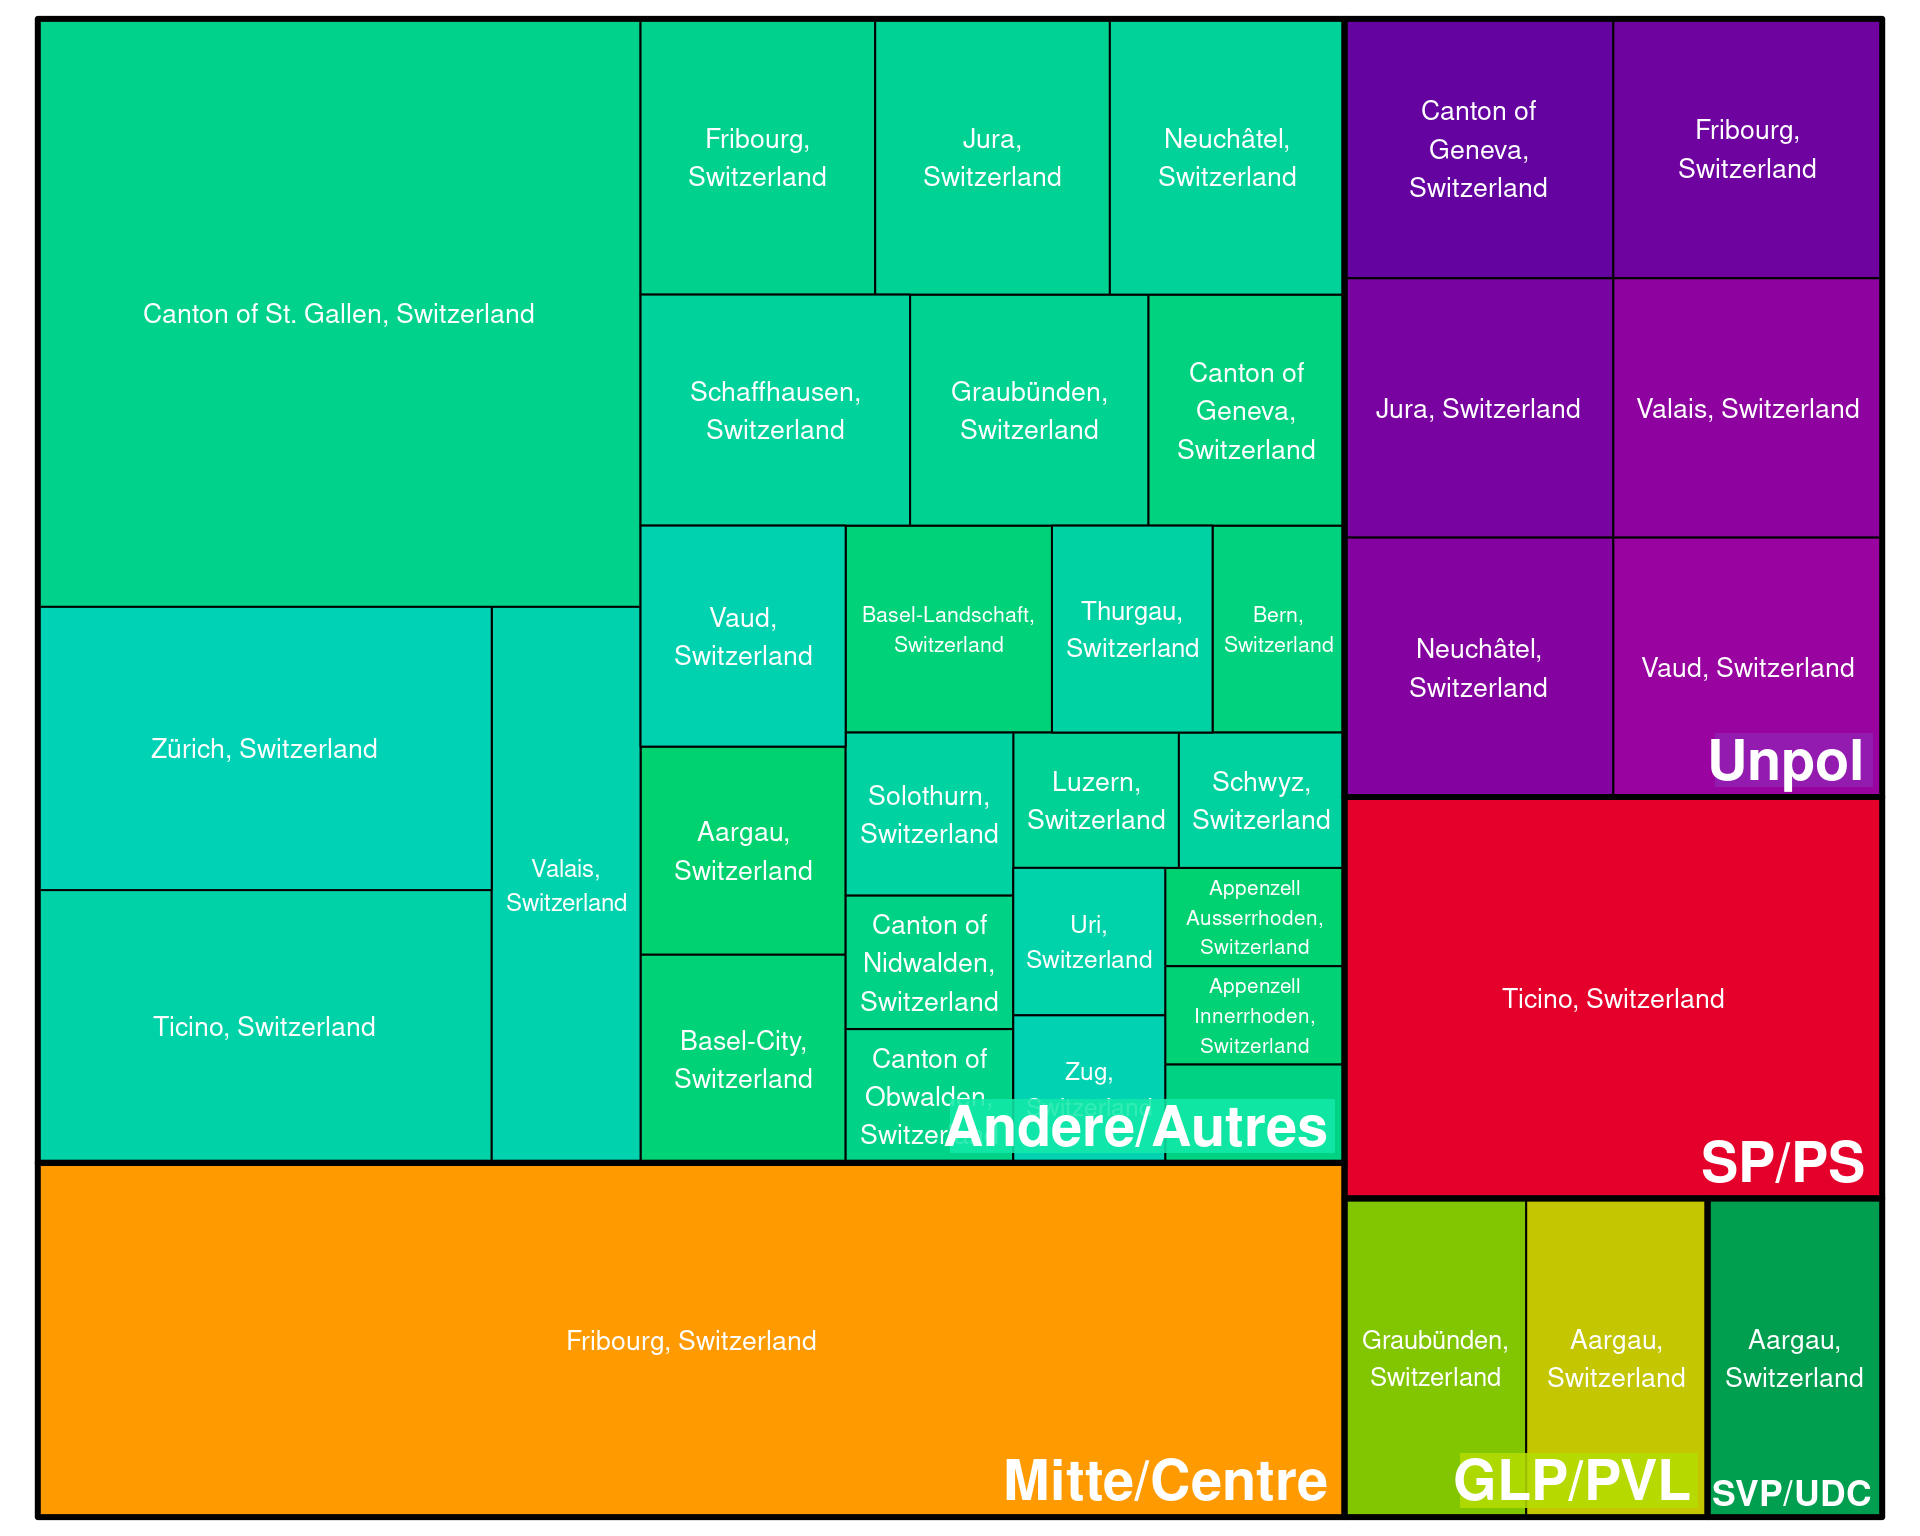 Canton of St. Gallen, Switzerland
Fribourg,
Switzerland
Jura,
Switzerland
Neuchâtel,
Switzerland
Schaffhausen,
Switzerland
Graubünden,
Switzerland
Canton of
Geneva,
Switzerland
Zürich, Switzerland
Ticino, Switzerland
Valais,
Switzerland
Vaud,
Switzerland
Basel-Landschaft,
Switzerland
Thurgau,
Switzerland
Bern,
Switzerland
Aargau,
Switzerland
Basel-City,
Switzerland
Solothurn,
Switzerland
Luzern,
Switzerland
Schwyz,
Switzerland
Canton of
Nidwalden,
Switzerland
Uri,
Switzerland
Appenzell
Ausserrhoden,
Switzerland
Appenzell
Innerrhoden,
Switzerland
Canton of
Obwalden,
Zug,
Switzerland
Andere/Autres
Fribourg, Switzerland
Mitte/Centre
Canton of
Geneva,
Switzerland
Fribourg,
Switzerland
Jura, Switzerland
Valais, Switzerland
Neuchâtel,
Switzerland
Vaud, Switzerland
Unpol
Ticino, Switzerland
SP/PS
Graubünden,
Switzerland
Aargau,
Switzerland
GLP/PVL
Aargau,
Switzerland
SVP/UDC